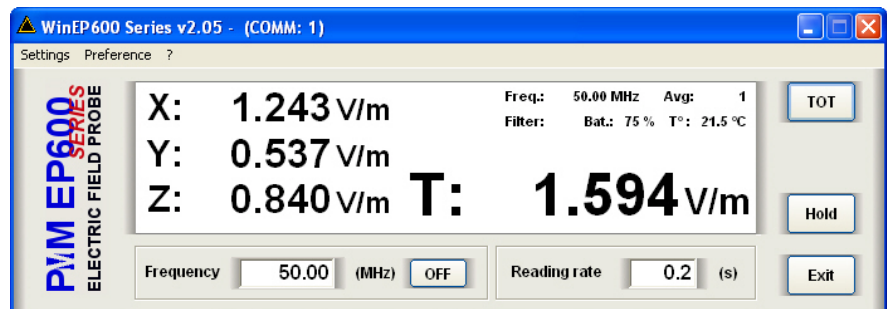 WinEP600 Series v2.05 - (COMM: 1)
Settings Preference ?
PMM EP600
SERIES
ELECTRIC FIELD PROBE
X: 1.243 V/m
Y: 0.537 V/m
Z: 0.840 V/m
Freq.: 50.00 MHz Avg: 1
Filter: Bat.: 75 % T°: 21.5 °C
T: 1.594 V/m
TOT
Hold
Frequency 50.00 (MHz) OFF
Reading rate 0.2 (s)
Exit